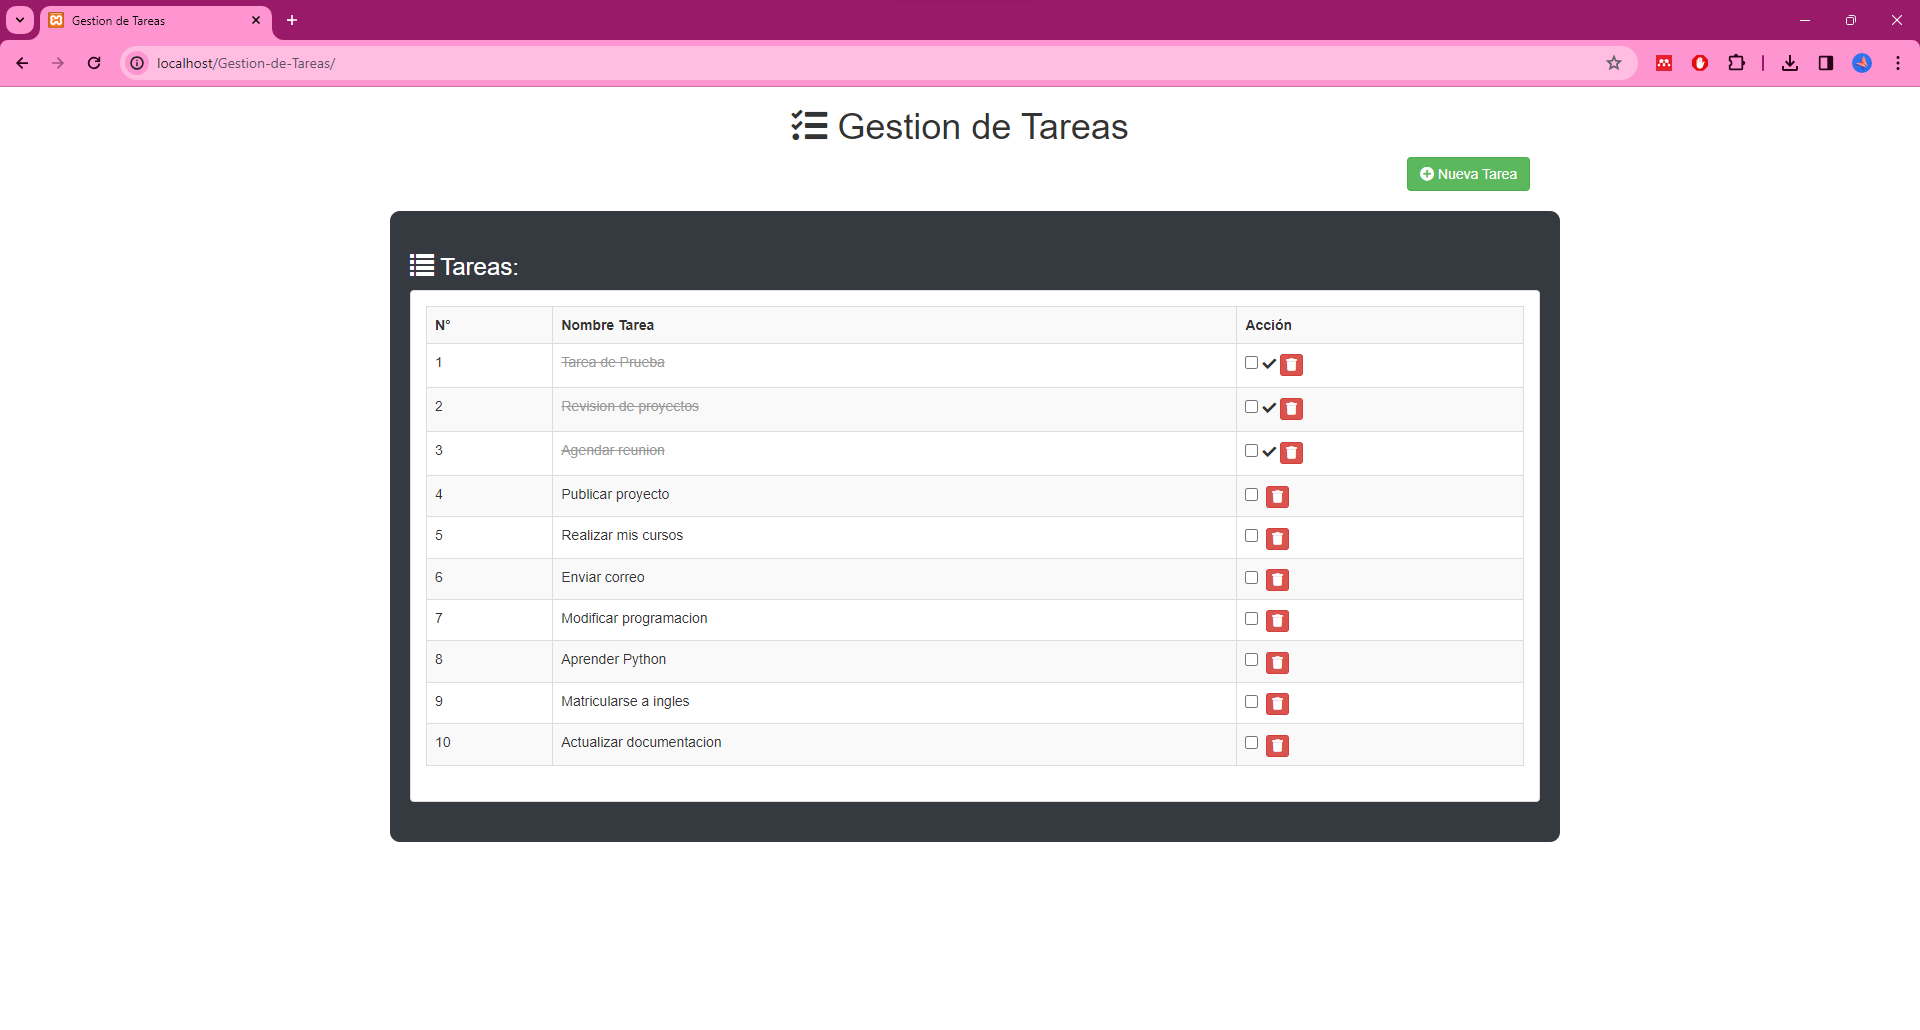 Gestion de Tareas
localhost/Gestion-de-Tareas/
Gestion de Tareas
Nueva Tarea
Tareas:
N° Nombre Tarea Acción
1 Tarea de Prueba
2 Revision de proyectos
3 Agendar reunion
4 Publicar proyecto
5 Realizar mis cursos
6 Enviar correo
7 Modificar programacion
8 Aprender Python
9 Matricularse a ingles
10 Actualizar documentacion